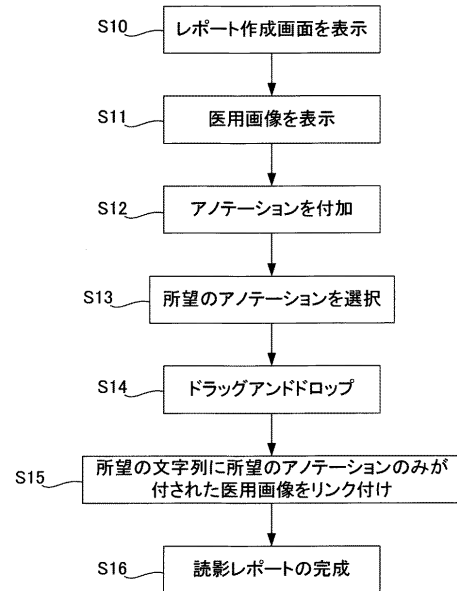 S10 レポート作成画面を表示
S11 医用画像を表示
S12 アノテーションを付加
S13 所望のアノテーションを選択
S14 ドラッグアンドドロップ
S15 所望の文字列に所望のアノテーションのみが
付された医用画像をリンク付け
S16 読影レポートの完成